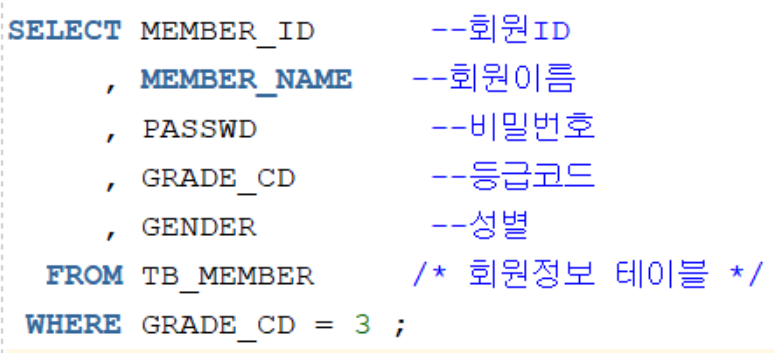 SELECT MEMBER_ID --회원ID
, MEMBER_NAME --회원이름
, PASSWD --비밀번호
, GRADE_CD --등급코드
, GENDER --성별
FROM TB_MEMBER /* 회원정보 테이블 */
WHERE GRADE_CD = 3 ;